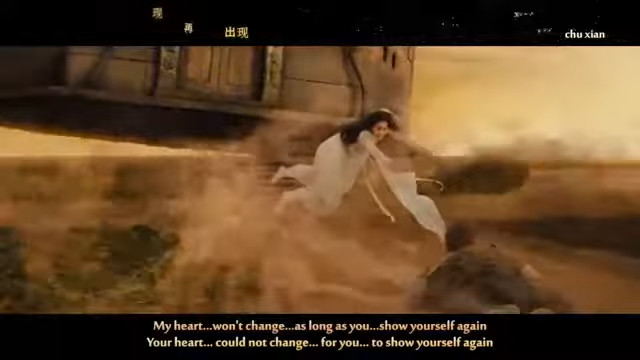 现 再 出现
chu xian
My heart...won't change...as long as you...show yourself again
Your heart... could not change... for you... to show yourself again